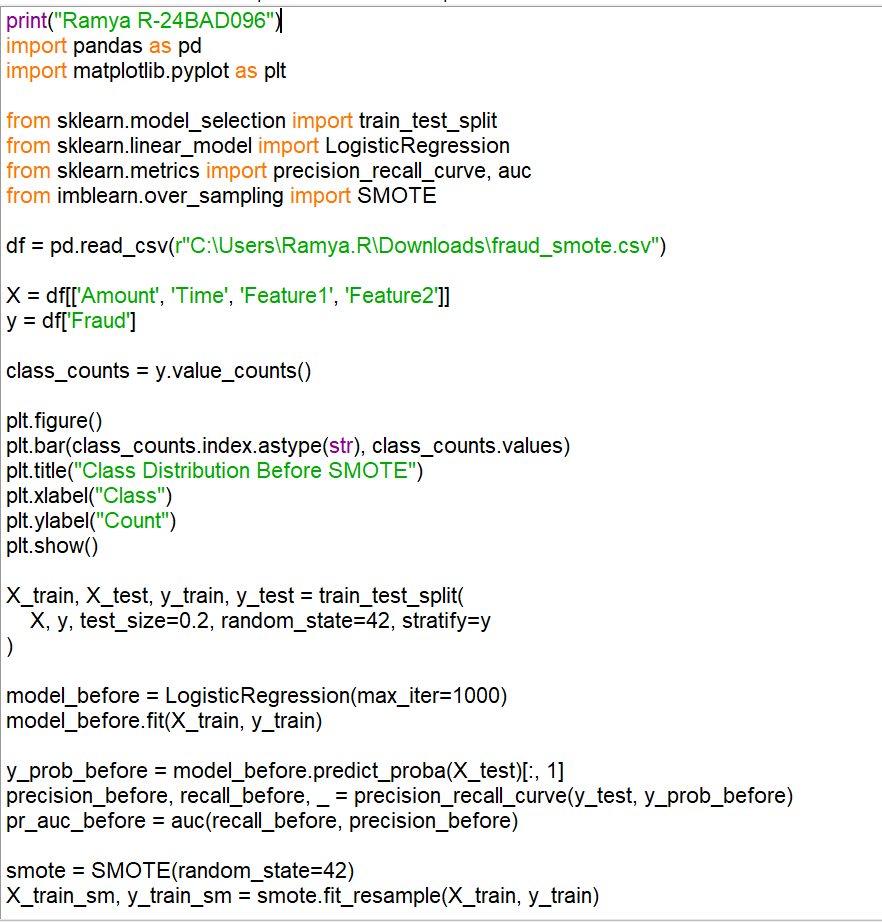 print("Ramya R-24BAD096")
import pandas as pd
import matplotlib.pyplot as plt
from sklearn.model_selection import train_test_split
from sklearn.linear_model import LogisticRegression
from sklearn.metrics import precision_recall_curve, auc
from imblearn.over_sampling import SMOTE
df = pd.read_csv(r"C:\Users\Ramya.R\Downloads\fraud_smote.csv")
X = df[['Amount', 'Time', 'Feature1', 'Feature2']]
y = df['Fraud']
class_counts = y.value_counts()
plt.figure()
plt.bar(class_counts.index.astype(str), class_counts.values)
plt.title("Class Distribution Before SMOTE")
plt.xlabel("Class")
plt.ylabel("Count")
plt.show()
X_train, X_test, y_train, y_test = train_test_split(
    X, y, test_size=0.2, random_state=42, stratify=y
)
model_before = LogisticRegression(max_iter=1000)
model_before.fit(X_train, y_train)
y_prob_before = model_before.predict_proba(X_test)[:, 1]
precision_before, recall_before, _ = precision_recall_curve(y_test, y_prob_before)
pr_auc_before = auc(recall_before, precision_before)
smote = SMOTE(random_state=42)
X_train_sm, y_train_sm = smote.fit_resample(X_train, y_train)